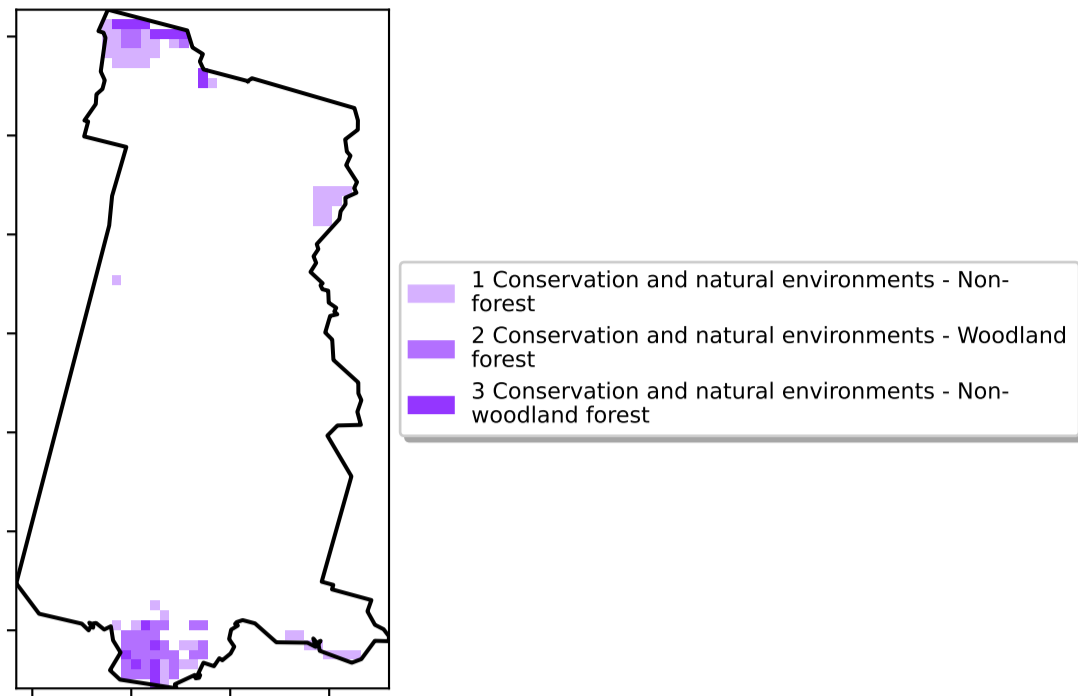 1 Conservation and natural environments - Non-
forest
2 Conservation and natural environments - Woodland
forest
3 Conservation and natural environments - Non-
woodland forest